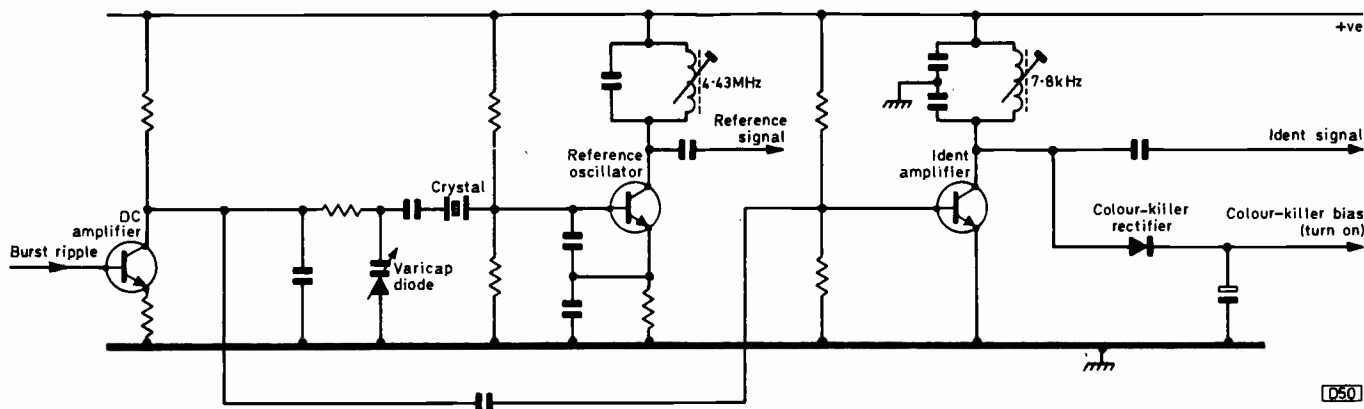 +ve
4·43MHz
7·8kHz
Reference
signal
Ident signal
Reference
oscillator
Ident
amplifier
Crystal
DC
amplifier
Colour-killer
rectifier
Colour-killer bias
(turn on)
Burst ripple
Varicap
diode
D50